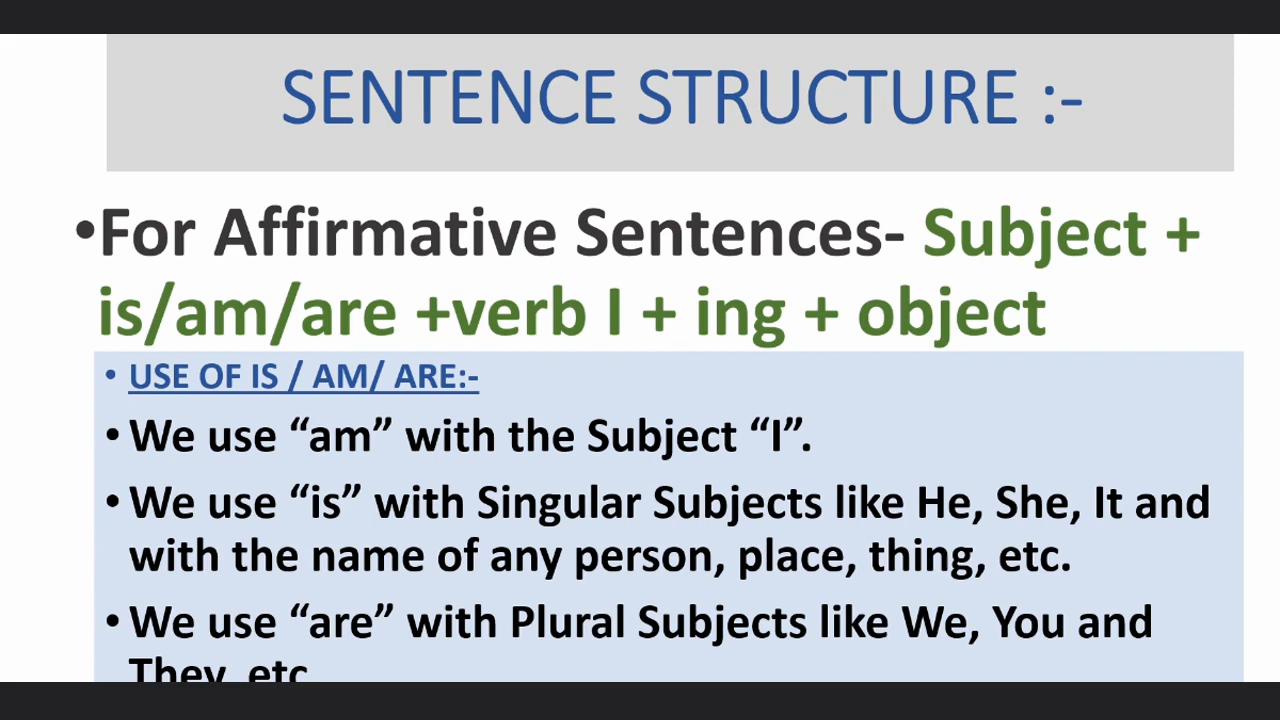 SENTENCE STRUCTURE :-
•For Affirmative Sentences- Subject +
is/am/are +verb I + ing + object
• USE OF IS / AM/ ARE:-
• We use “am” with the Subject “I”.
• We use “is” with Singular Subjects like He, She, It and
with the name of any person, place, thing, etc.
• We use “are” with Plural Subjects like We, You and
They, etc